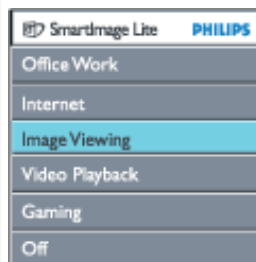 SmartImage Lite PHILIPS
Office Work
Internet
Image Viewing
Video Playback
Gaming
Off